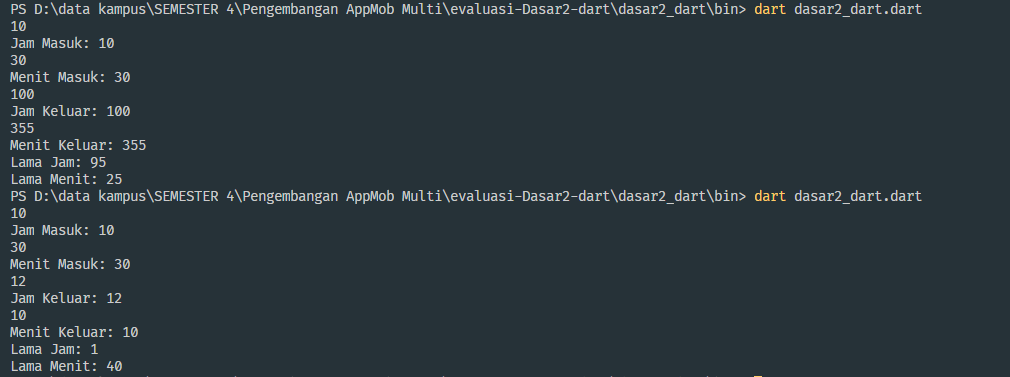 PS D:\data kampus\SEMESTER 4\Pengembangan AppMob Multi\evaluasi-Dasar2-dart\dasar2_dart\bin> dart dasar2_dart.dart
10
Jam Masuk: 10
30
Menit Masuk: 30
100
Jam Keluar: 100
355
Menit Keluar: 355
Lama Jam: 95
Lama Menit: 25
PS D:\data kampus\SEMESTER 4\Pengembangan AppMob Multi\evaluasi-Dasar2-dart\dasar2_dart\bin> dart dasar2_dart.dart
10
Jam Masuk: 10
30
Menit Masuk: 30
12
Jam Keluar: 12
10
Menit Keluar: 10
Lama Jam: 1
Lama Menit: 40